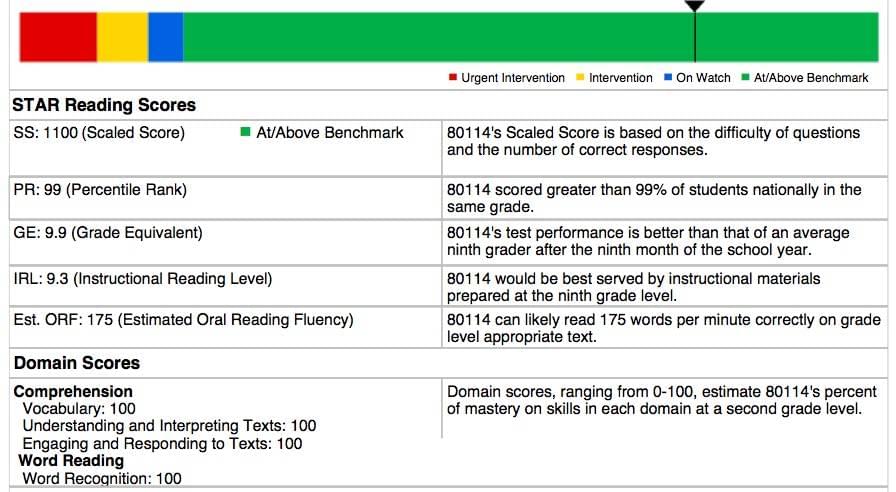 Urgent Intervention Intervention On Watch At/Above Benchmark
STAR Reading Scores
SS: 1100 (Scaled Score) At/Above Benchmark
80114's Scaled Score is based on the difficulty of questions
and the number of correct responses.
PR: 99 (Percentile Rank)
80114 scored greater than 99% of students nationally in the
same grade.
GE: 9.9 (Grade Equivalent)
80114's test performance is better than that of an average
ninth grader after the ninth month of the school year.
IRL: 9.3 (Instructional Reading Level)
80114 would be best served by instructional materials
prepared at the ninth grade level.
Est. ORF: 175 (Estimated Oral Reading Fluency)
80114 can likely read 175 words per minute correctly on grade
level appropriate text.
Domain Scores
Comprehension
Vocabulary: 100
Understanding and Interpreting Texts: 100
Engaging and Responding to Texts: 100
Word Reading
Word Recognition: 100
Domain scores, ranging from 0-100, estimate 80114's percent
of mastery on skills in each domain at a second grade level.